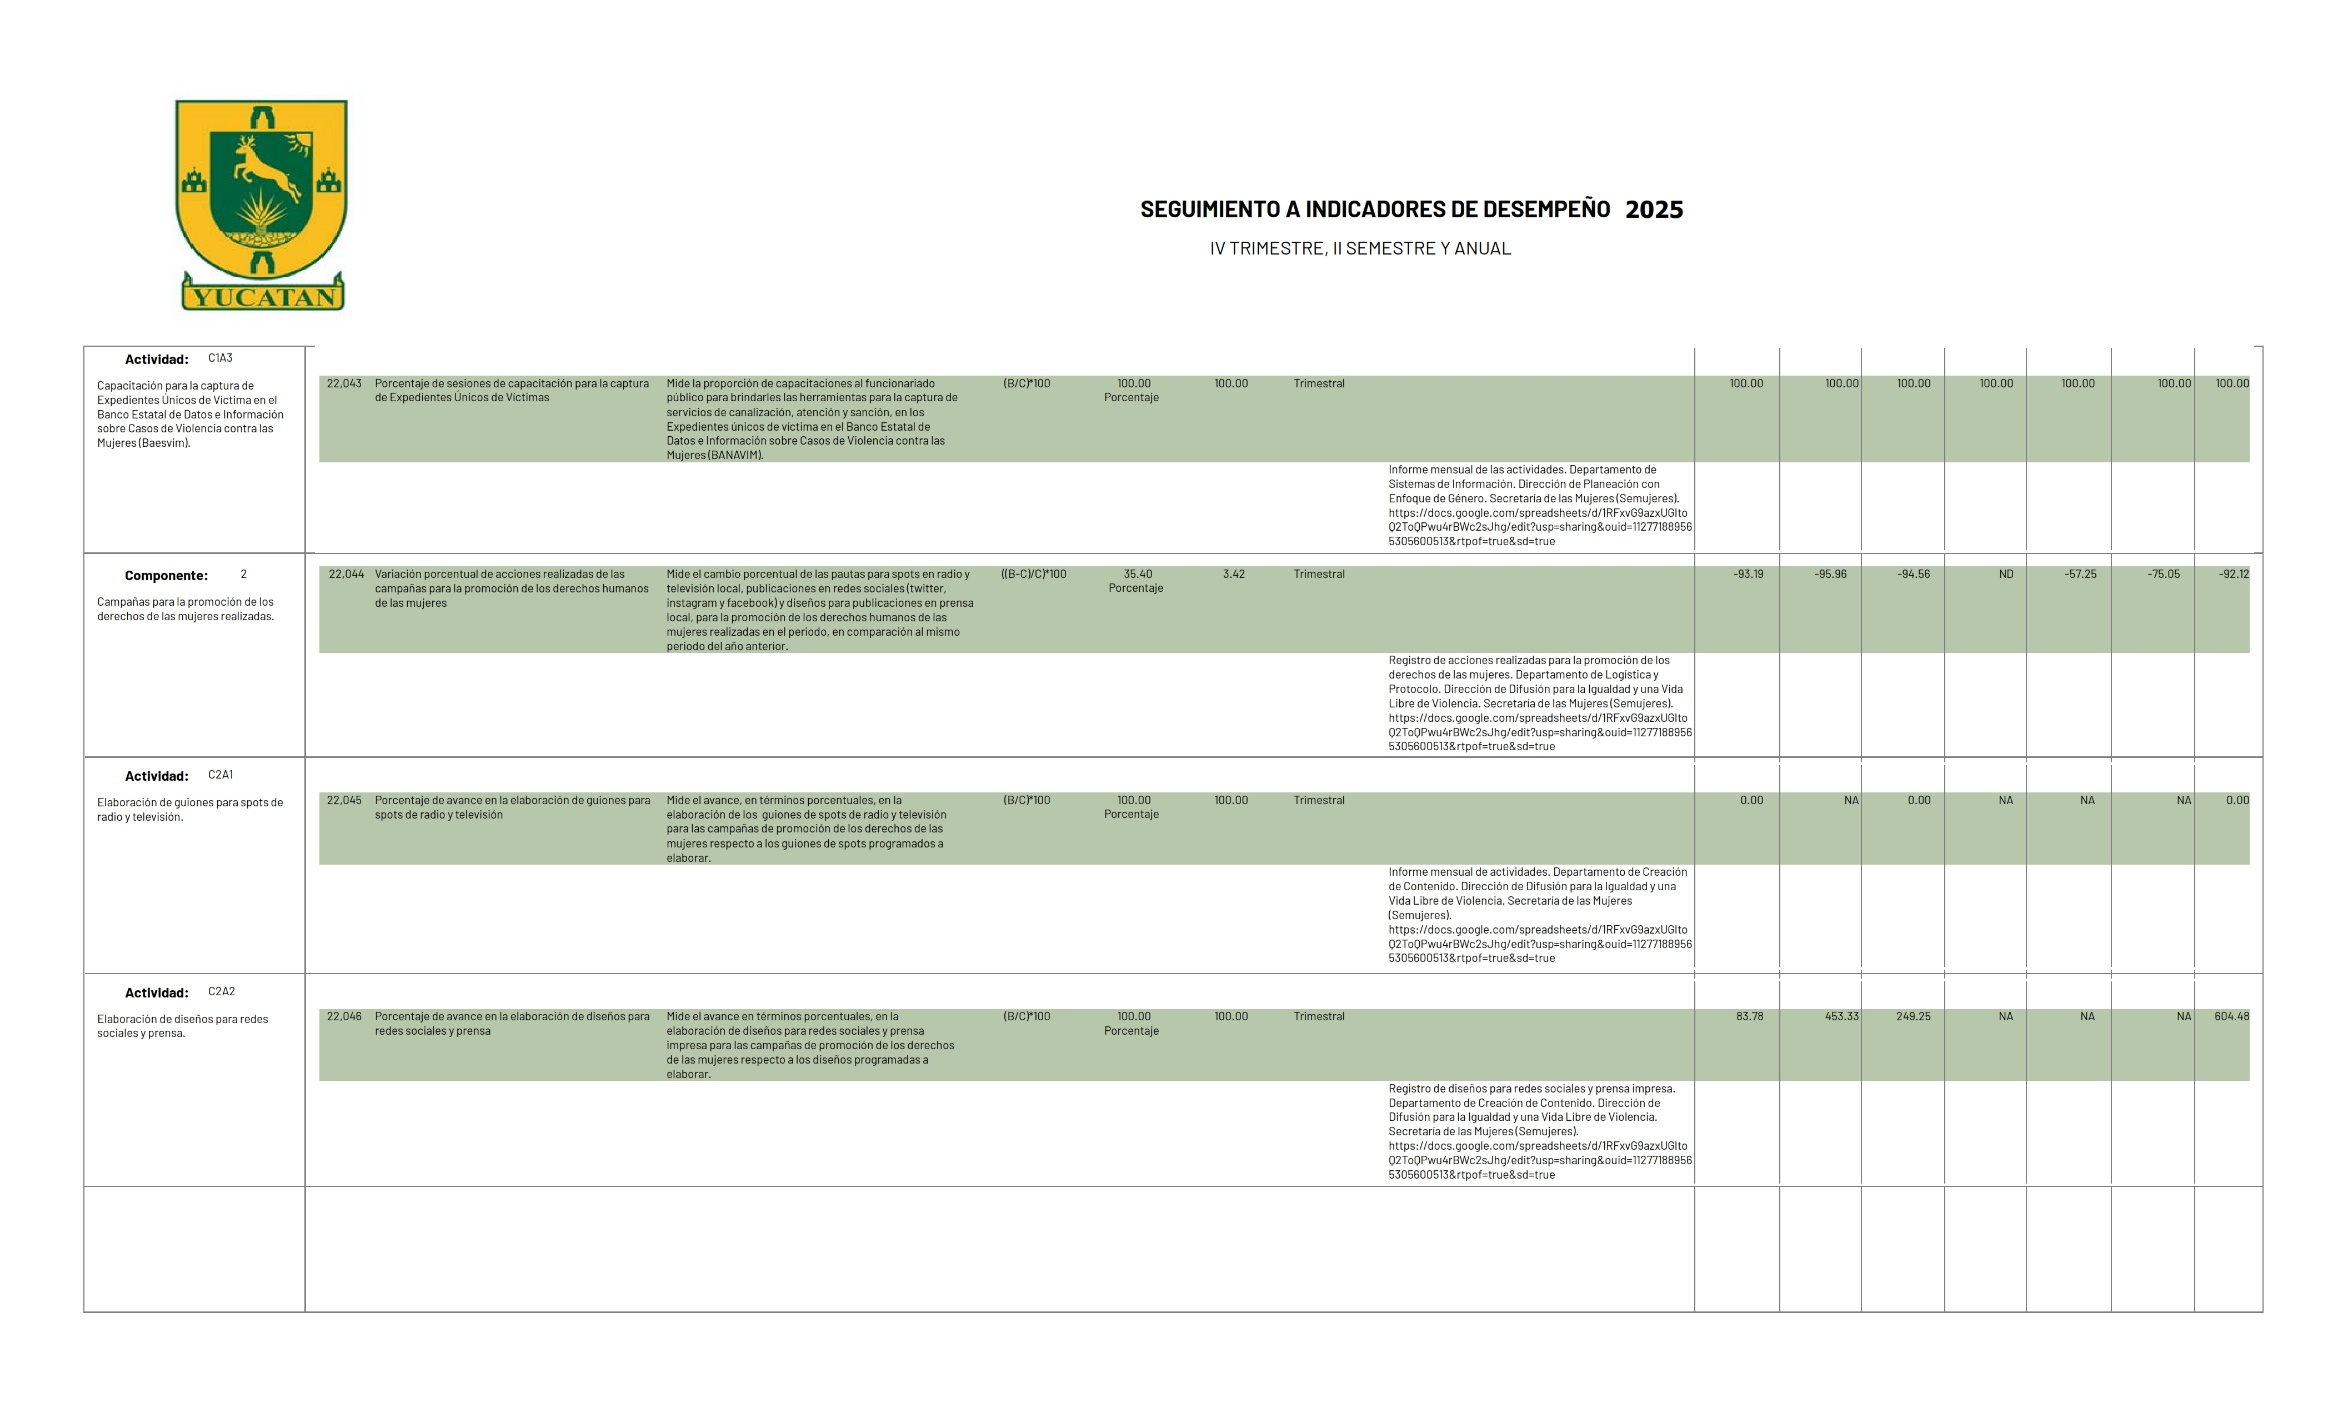 YUCATAN
SEGUIMIENTO A INDICADORES DE DESEMPEÑO 2025
IV TRIMESTRE, II SEMESTRE Y ANUAL
Actividad: C1A3
Capacitación para la captura de
Expedientes Únicos de Víctima en el
Banco Estatal de Datos e Información
sobre Casos de Violencia contra las
Mujeres (Baesvim).
22,043
Porcentaje de sesiones de capacitación para la captura
de Expedientes Únicos de Víctimas
Mide la proporción de capacitaciones al funcionariado
público para brindarles las herramientas para la captura de
servicios de canalización, atención y sanción, en los
Expedientes únicos de víctima en el Banco Estatal de
Datos e Información sobre Casos de Violencia contra las
Mujeres (BANAVIM).
(B/C)*100
100.00
Porcentaje
100.00
Trimestral
100.00 100.00 100.00 100.00 100.00 100.00 100.00
Informe mensual de las actividades. Departamento de
Sistemas de Información. Dirección de Planeación con
Enfoque de Género. Secretaría de las Mujeres (Semujeres).
https://docs.google.com/spreadsheets/d/1RFxvG9azxUGIto
Q2ToQPwu4rBWc2sJhg/edit?usp=sharing&ouid=11277188956
5305600513&rtpof=true&sd=true
Componente: 2
Campañas para la promoción de los
derechos de las mujeres realizadas.
22,044
Variación porcentual de acciones realizadas de las
campañas para la promoción de los derechos humanos
de las mujeres
Mide el cambio porcentual de las pautas para spots en radio y
televisión local, publicaciones en redes sociales (twitter,
instagram y facebook) y diseños para publicaciones en prensa
local, para la promoción de los derechos humanos de las
mujeres realizadas en el periodo, en comparación al mismo
periodo del año anterior.
((B-C)/C)*100
35.40
Porcentaje
3.42
Trimestral
-93.19 -95.96 -94.56 ND -57.25 -75.05 -92.12
Registro de acciones realizadas para la promoción de los
derechos de las mujeres. Departamento de Logística y
Protocolo. Dirección de Difusión para la Igualdad y una Vida
Libre de Violencia. Secretaría de las Mujeres (Semujeres).
https://docs.google.com/spreadsheets/d/1RFxvG9azxUGIto
Q2ToQPwu4rBWc2sJhg/edit?usp=sharing&ouid=11277188956
5305600513&rtpof=true&sd=true
Actividad: C2A1
Elaboración de guiones para spots de
radio y televisión.
22,045
Porcentaje de avance en la elaboración de guiones para
spots de radio y televisión
Mide el avance, en términos porcentuales, en la
elaboración de los guiones de spots de radio y televisión
para las campañas de promoción de los derechos de las
mujeres respecto a los guiones de spots programados a
elaborar.
(B/C)*100
100.00
Porcentaje
100.00
Trimestral
0.00 NA 0.00 NA NA NA 0.00
Informe mensual de actividades. Departamento de Creación
de Contenido. Dirección de Difusión para la Igualdad y una
Vida Libre de Violencia. Secretaría de las Mujeres
(Semujeres).
https://docs.google.com/spreadsheets/d/1RFxvG9azxUGIto
Q2ToQPwu4rBWc2sJhg/edit?usp=sharing&ouid=11277188956
5305600513&rtpof=true&sd=true
Actividad: C2A2
Elaboración de diseños para redes
sociales y prensa.
22,046
Porcentaje de avance en la elaboración de diseños para
redes sociales y prensa
Mide el avance en términos porcentuales, en la
elaboración de diseños para redes sociales y prensa
impresa para las campañas de promoción de los derechos
de las mujeres respecto a los diseños programadas a
elaborar.
(B/C)*100
100.00
Porcentaje
100.00
Trimestral
83.78 453.33 249.25 NA NA NA 604.48
Registro de diseños para redes sociales y prensa impresa.
Departamento de Creación de Contenido. Dirección de
Difusión para la Igualdad y una Vida Libre de Violencia.
Secretaría de las Mujeres (Semujeres).
https://docs.google.com/spreadsheets/d/1RFxvG9azxUGIto
Q2ToQPwu4rBWc2sJhg/edit?usp=sharing&ouid=11277188956
5305600513&rtpof=true&sd=true